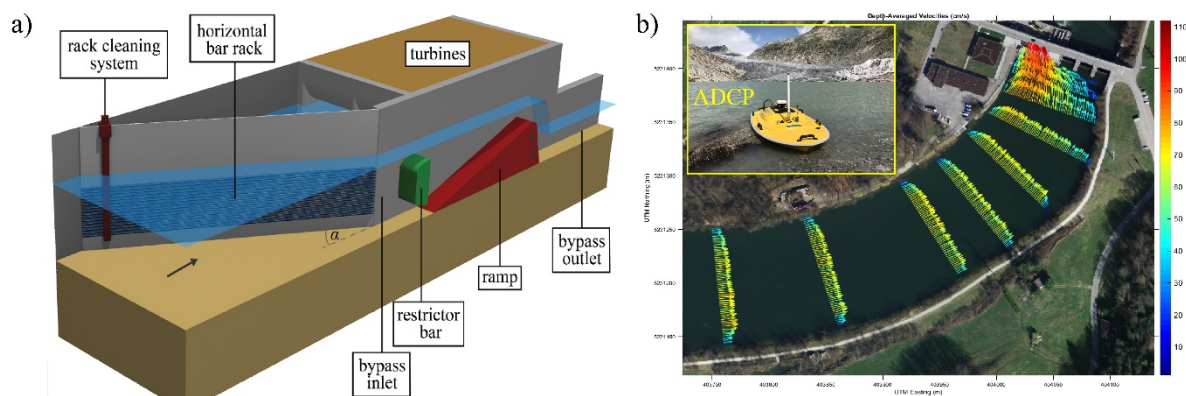 a)
rack cleaning
system
horizontal
bar rack
turbines
α
bypass
outlet
ramp
restrictor
bar
bypass
inlet
b)
Depth-Averaged Velocities (cm/s)
ADCP
UTM Northing (m)
UTM Easting (m)
110
100
90
80
70
60
50
40
30
20
10